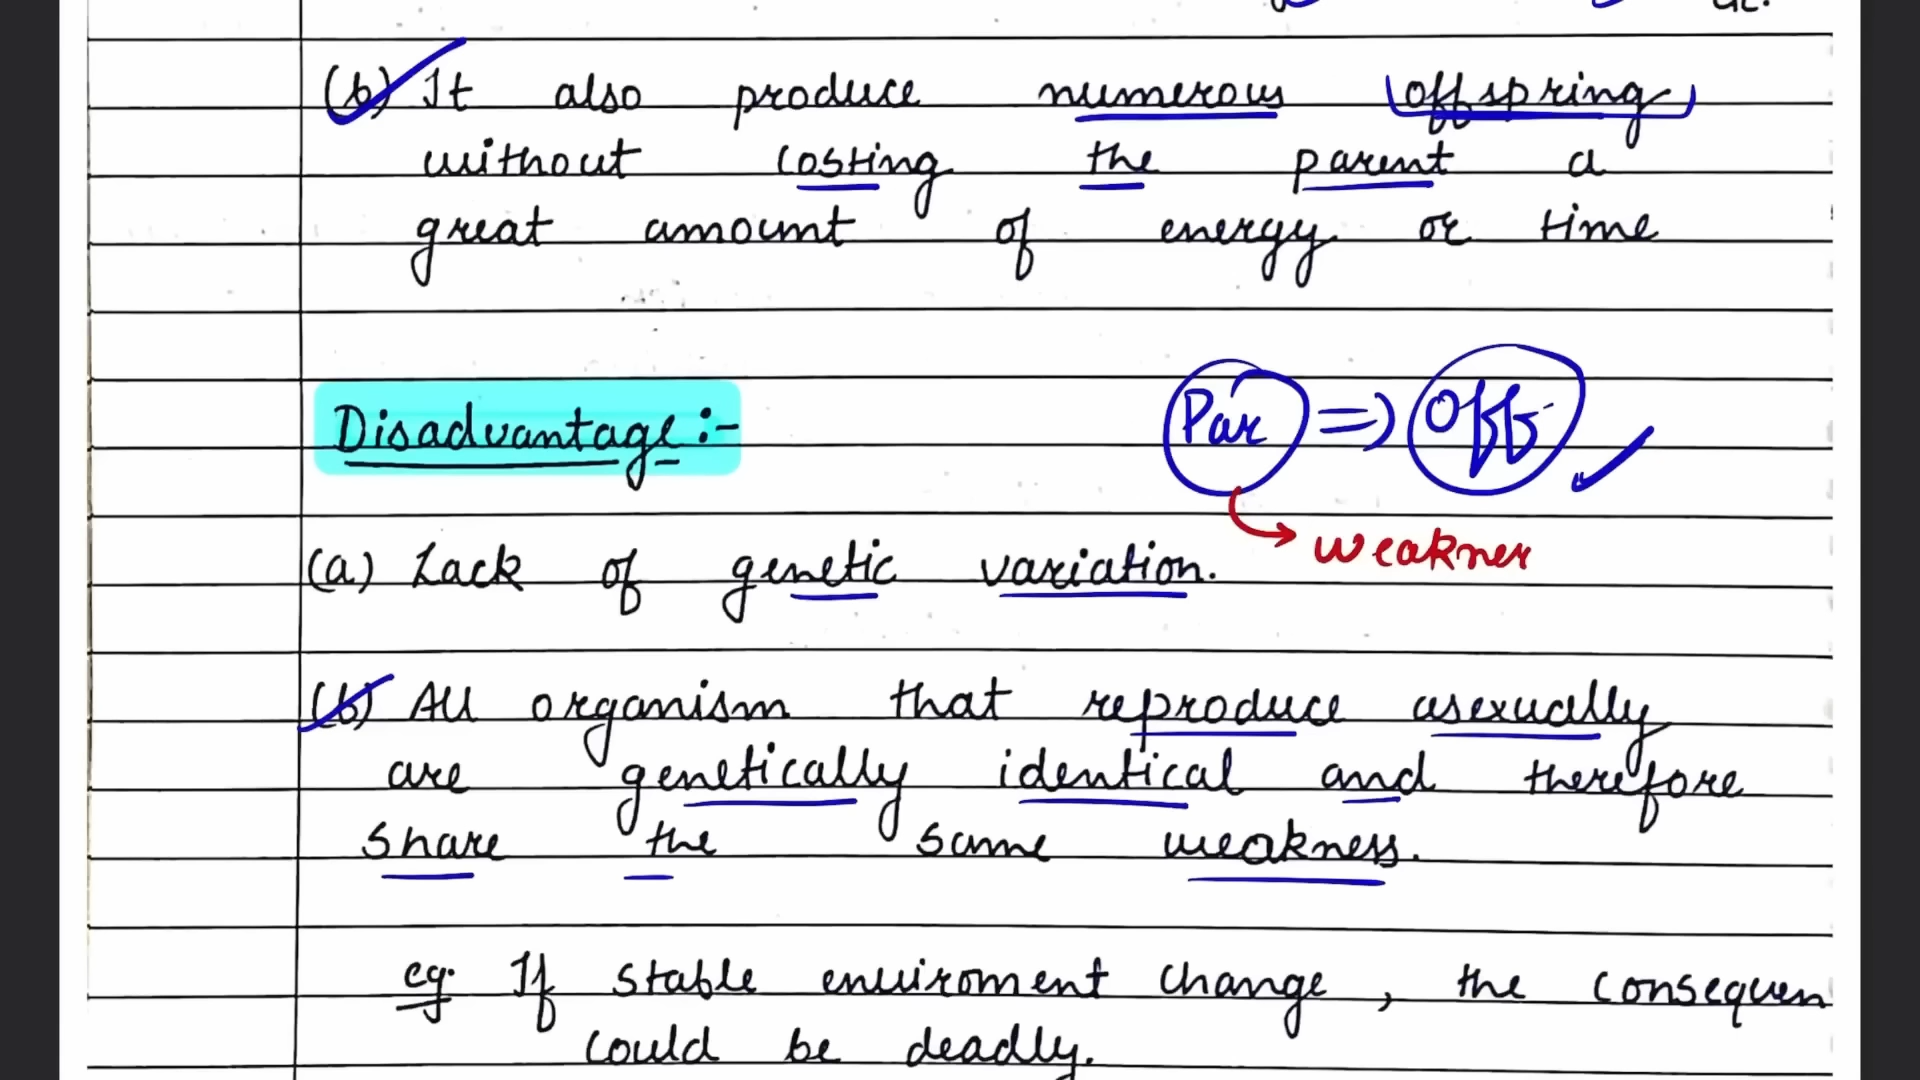 (b) It also produce numerous offspring
without costing the parent a
great amount of energy or time
Disadvantage :-
Par => Off
weakner
(a) Lack of genetic variation.
(b) All organism that reproduce asexually
are genetically identical and therefore
share the same weakness.
eg. If stable enviroment change, the consequen
could be deadly.